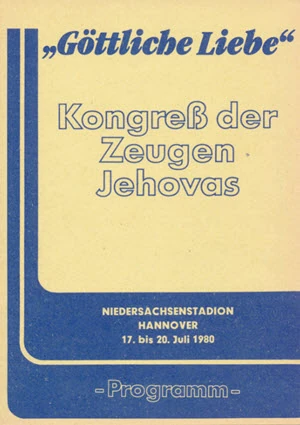 „Göttliche Liebe“
Kongreß der
Zeugen
Jehovas
NIEDERSACHSENSTADION
HANNOVER
17. bis 20. Juli 1980
-Programm-